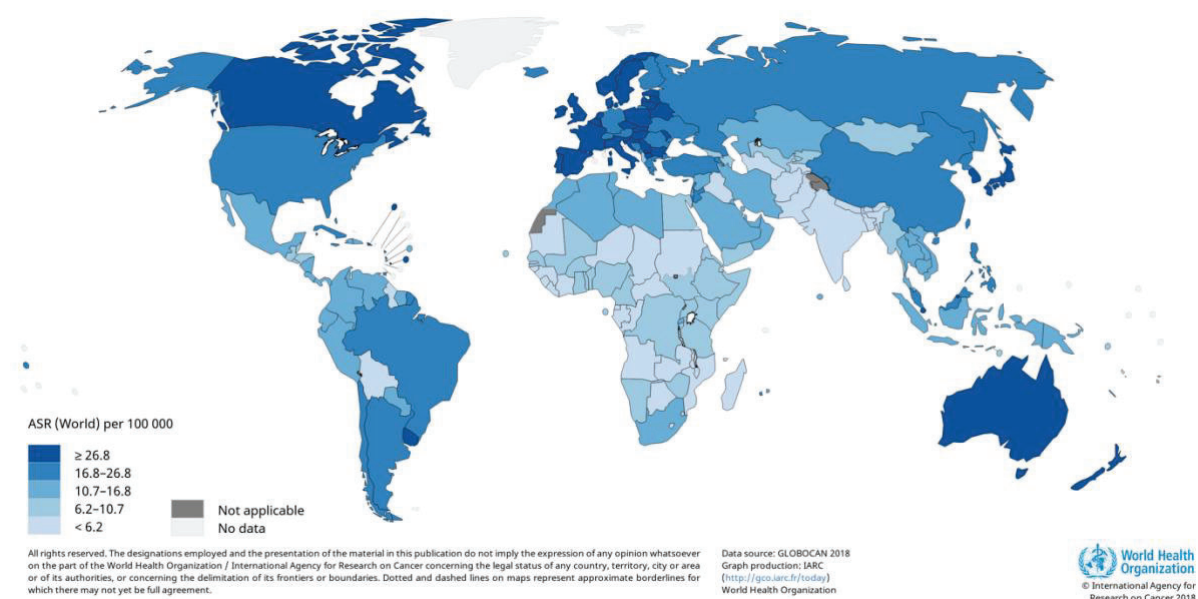 ASR (World) per 100 000
≥ 26.8
16.8–26.8
10.7–16.8
6.2–10.7
< 6.2
Not applicable
No data
All rights reserved. The designations employed and the presentation of the material in this publication do not imply the expression of any opinion whatsoever
on the part of the World Health Organization / International Agency for Research on Cancer concerning the legal status of any country, territory, city or area
or of its authorities, or concerning the delimitation of its frontiers or boundaries. Dotted and dashed lines on maps represent approximate borderlines for
which there may not yet be full agreement.
Data source: GLOBOCAN 2018
Graph production: IARC
(http://gco.iarc.fr/today)
World Health Organization
World Health
Organization
© International Agency for
Research on Cancer 2018